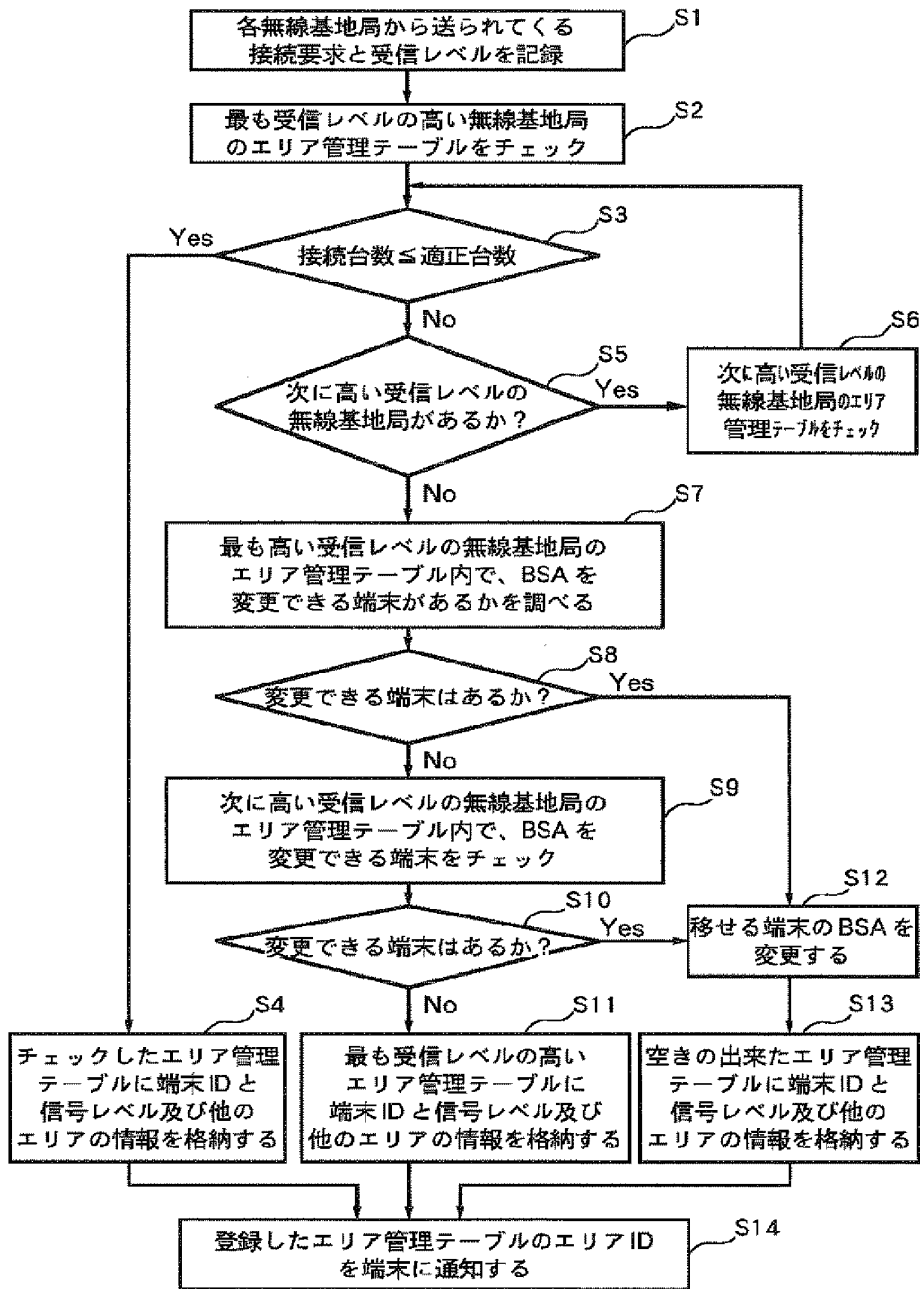 各無線基地局から送られてくる
接続要求と受信レベルを記録
S1
最も受信レベルの高い無線基地局
のエリア管理テーブルをチェック
S2
接続台数≦適正台数
S3
Yes
No
次に高い受信レベルの
無線基地局があるか?
S5
Yes
No
次に高い受信レベルの
無線基地局のエリア
管理テーブルをチェック
S6
最も高い受信レベルの無線基地局の
エリア管理テーブル内で、BSAを
変更できる端末があるかを調べる
S7
変更できる端末はあるか?
S8
Yes
No
次に高い受信レベルの無線基地局の
エリア管理テーブル内で、BSAを
変更できる端末をチェック
S9
変更できる端末はあるか?
S10
Yes
No
移せる端末のBSAを
変更する
S12
チェックしたエリア管理
テーブルに端末IDと
信号レベル及び他の
エリアの情報を格納する
S4
最も受信レベルの高い
エリア管理テーブルに
端末IDと信号レベル及び
他のエリアの情報を格納する
S11
空きの出来たエリア管理
テーブルに端末IDと
信号レベル及び他の
エリアの情報を格納する
S13
登録したエリア管理テーブルのエリアID
を端末に通知する
S14